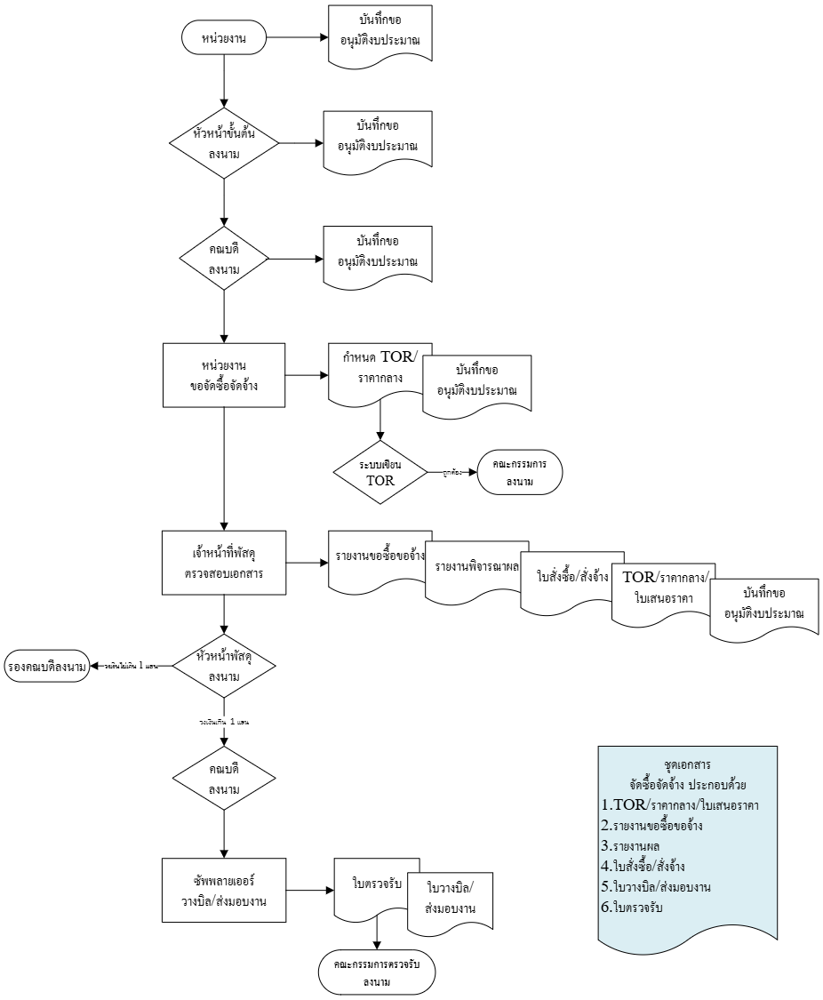 หน่วยงาน
บันทึกขอ
อนุมัติงบประมาณ
หัวหน้าขั้นต้น
ลงนาม
บันทึกขอ
อนุมัติงบประมาณ
คณบดี
ลงนาม
บันทึกขอ
อนุมัติงบประมาณ
หน่วยงาน
ขอจัดซื้อจัดจ้าง
กำหนด TOR/
ราคากลาง
บันทึกขอ
อนุมัติงบประมาณ
ระบบเขียน
TOR
ถูกต้อง
คณะกรรมการ
ลงนาม
เจ้าหน้าที่พัสดุ
ตรวจสอบเอกสาร
รายงานขอซื้อขอจ้าง
รายงานพิจารณาผล
ใบสั่งซื้อ/สั่งจ้าง
TOR/ราคากลาง/
ใบเสนอราคา
บันทึกขอ
อนุมัติงบประมาณ
หัวหน้าพัสดุ
ลงนาม
วงเงินไม่เกิน 1 แสน
รองคณบดีลงนาม
วงเงินเกิน 1 แสน
คณบดี
ลงนาม
ซัพพลายเออร์
วางบิล/ส่งมอบงาน
ใบตรวจรับ
ใบวางบิล/
ส่งมอบงาน
คณะกรรมการตรวจรับ
ลงนาม
ชุดเอกสาร
จัดซื้อจัดจ้าง ประกอบด้วย
1.TOR/ราคากลาง/ใบเสนอราคา
2.รายงานขอซื้อขอจ้าง
3.รายงานผล
4.ใบสั่งซื้อ/สั่งจ้าง
5.ใบวางบิล/ส่งมอบงาน
6.ใบตรวจรับ